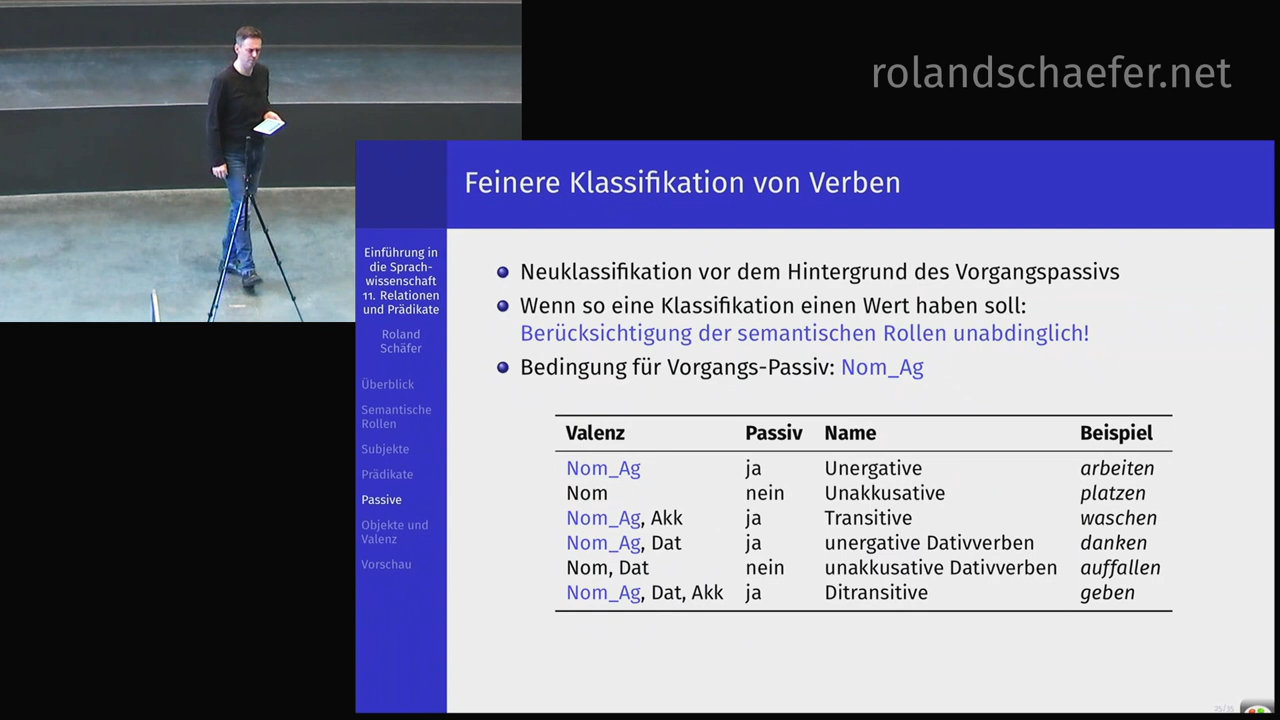 rolandschaefer.net
Feinere Klassifikation von Verben
Einführung in
die Sprach-
wissenschaft
11. Relationen
und Prädikate
Roland
Schäfer
Überblick
Semantische
Rollen
Subjekte
Prädikate
Passive
Objekte und
Valenz
Vorschau
Neuklassifikation vor dem Hintergrund des Vorgangspassivs
Wenn so eine Klassifikation einen Wert haben soll:
Berücksichtigung der semantischen Rollen unabdinglich!
Bedingung für Vorgangs-Passiv: Nom_Ag
Valenz Passiv Name Beispiel
Nom_Ag ja Unergative arbeiten
Nom nein Unakkusative platzen
Nom_Ag, Akk ja Transitive waschen
Nom_Ag, Dat ja unergative Dativverben danken
Nom, Dat nein unakkusative Dativverben auffallen
Nom_Ag, Dat, Akk ja Ditransitive geben